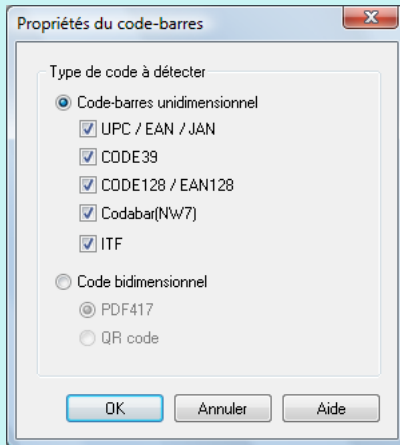 Propriétés du code-barres
Type de code à détecter
Code-barres unidimensionnel
UPC / EAN / JAN
CODE39
CODE128 / EAN128
Codabar(NW7)
ITF
Code bidimensionnel
PDF417
QR code
OK Annuler Aide